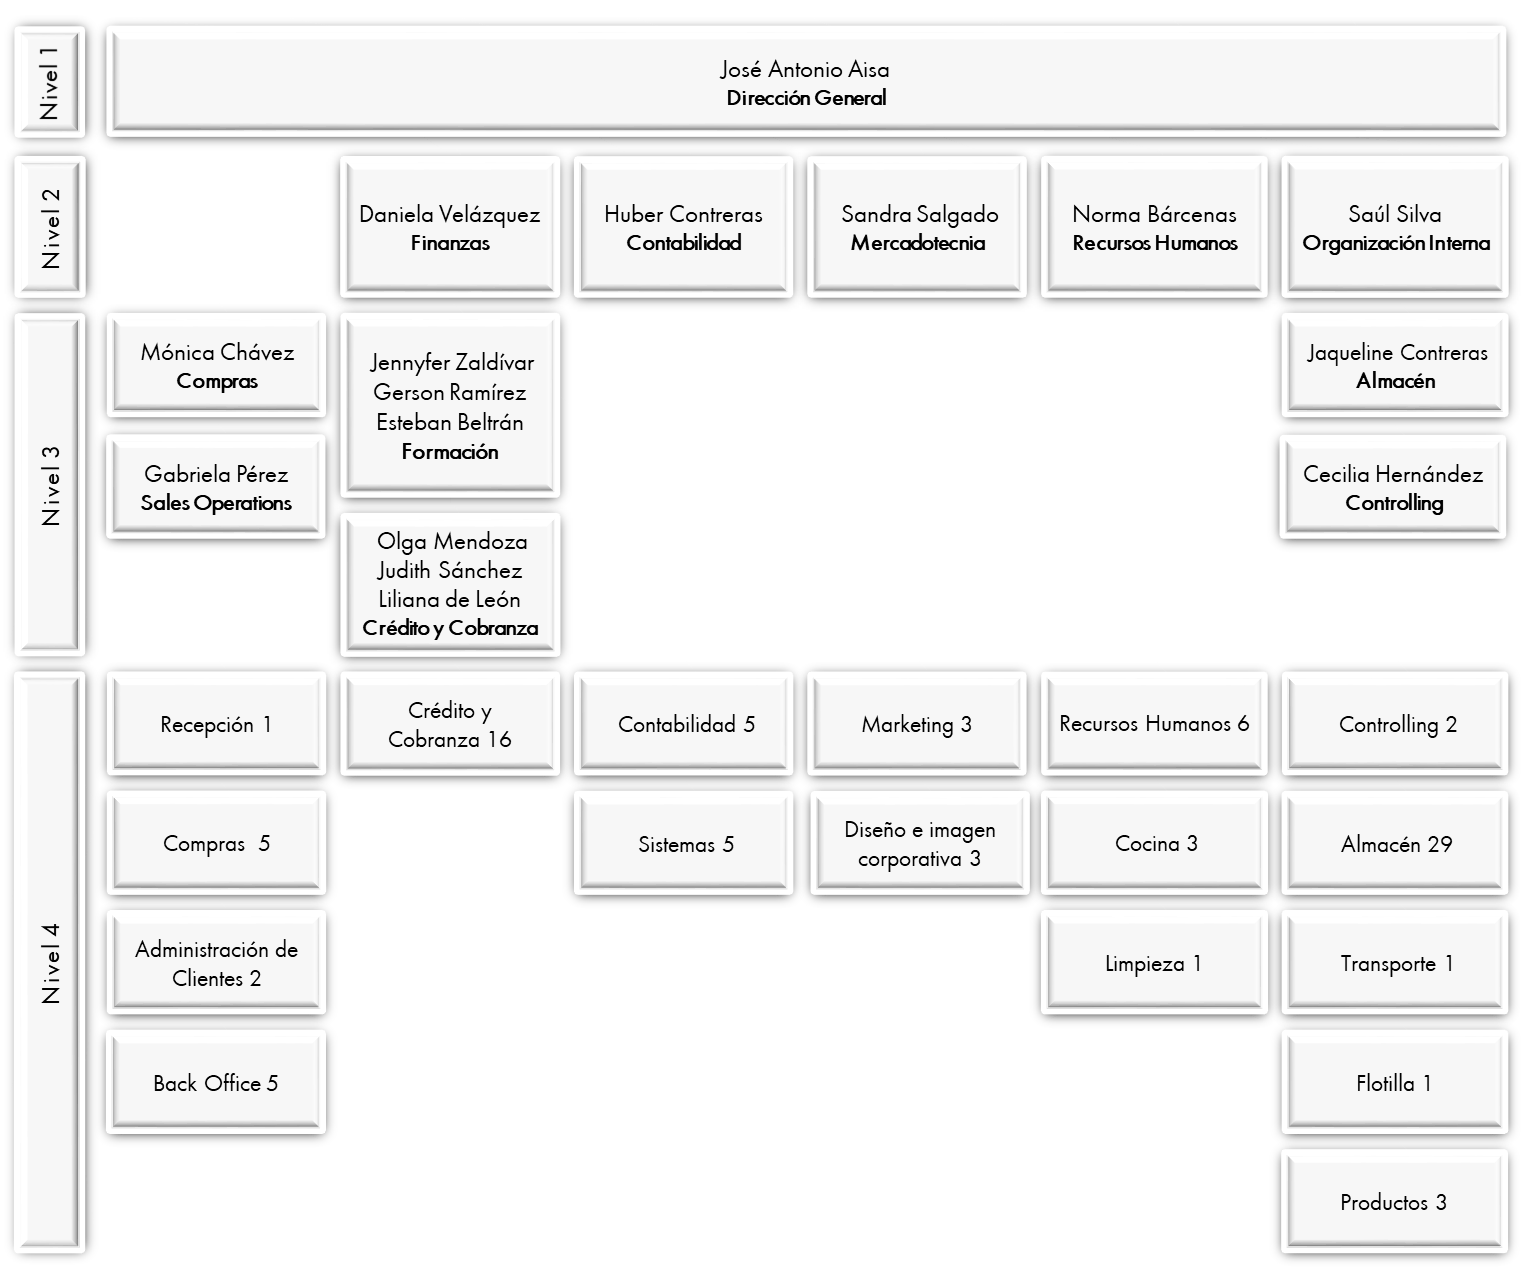 Nivel 1
José Antonio Aisa
Dirección General
Nivel 2
Daniela Velázquez
Finanzas
Huber Contreras
Contabilidad
Sandra Salgado
Mercadotecnia
Norma Bárcenas
Recursos Humanos
Saúl Silva
Organización Interna
Nivel 3
Mónica Chávez
Compras
Gabriela Pérez
Sales Operations
Jennyfer Zaldívar
Gerson Ramírez
Esteban Beltrán
Formación
Olga Mendoza
Judith Sánchez
Liliana de León
Crédito y Cobranza
Jaqueline Contreras
Almacén
Cecilia Hernández
Controlling
Nivel 4
Recepción 1
Compras 5
Administración de
Clientes 2
Back Office 5
Crédito y
Cobranza 16
Contabilidad 5
Sistemas 5
Marketing 3
Diseño e imagen
corporativa 3
Recursos Humanos 6
Cocina 3
Limpieza 1
Controlling 2
Almacén 29
Transporte 1
Flotilla 1
Productos 3